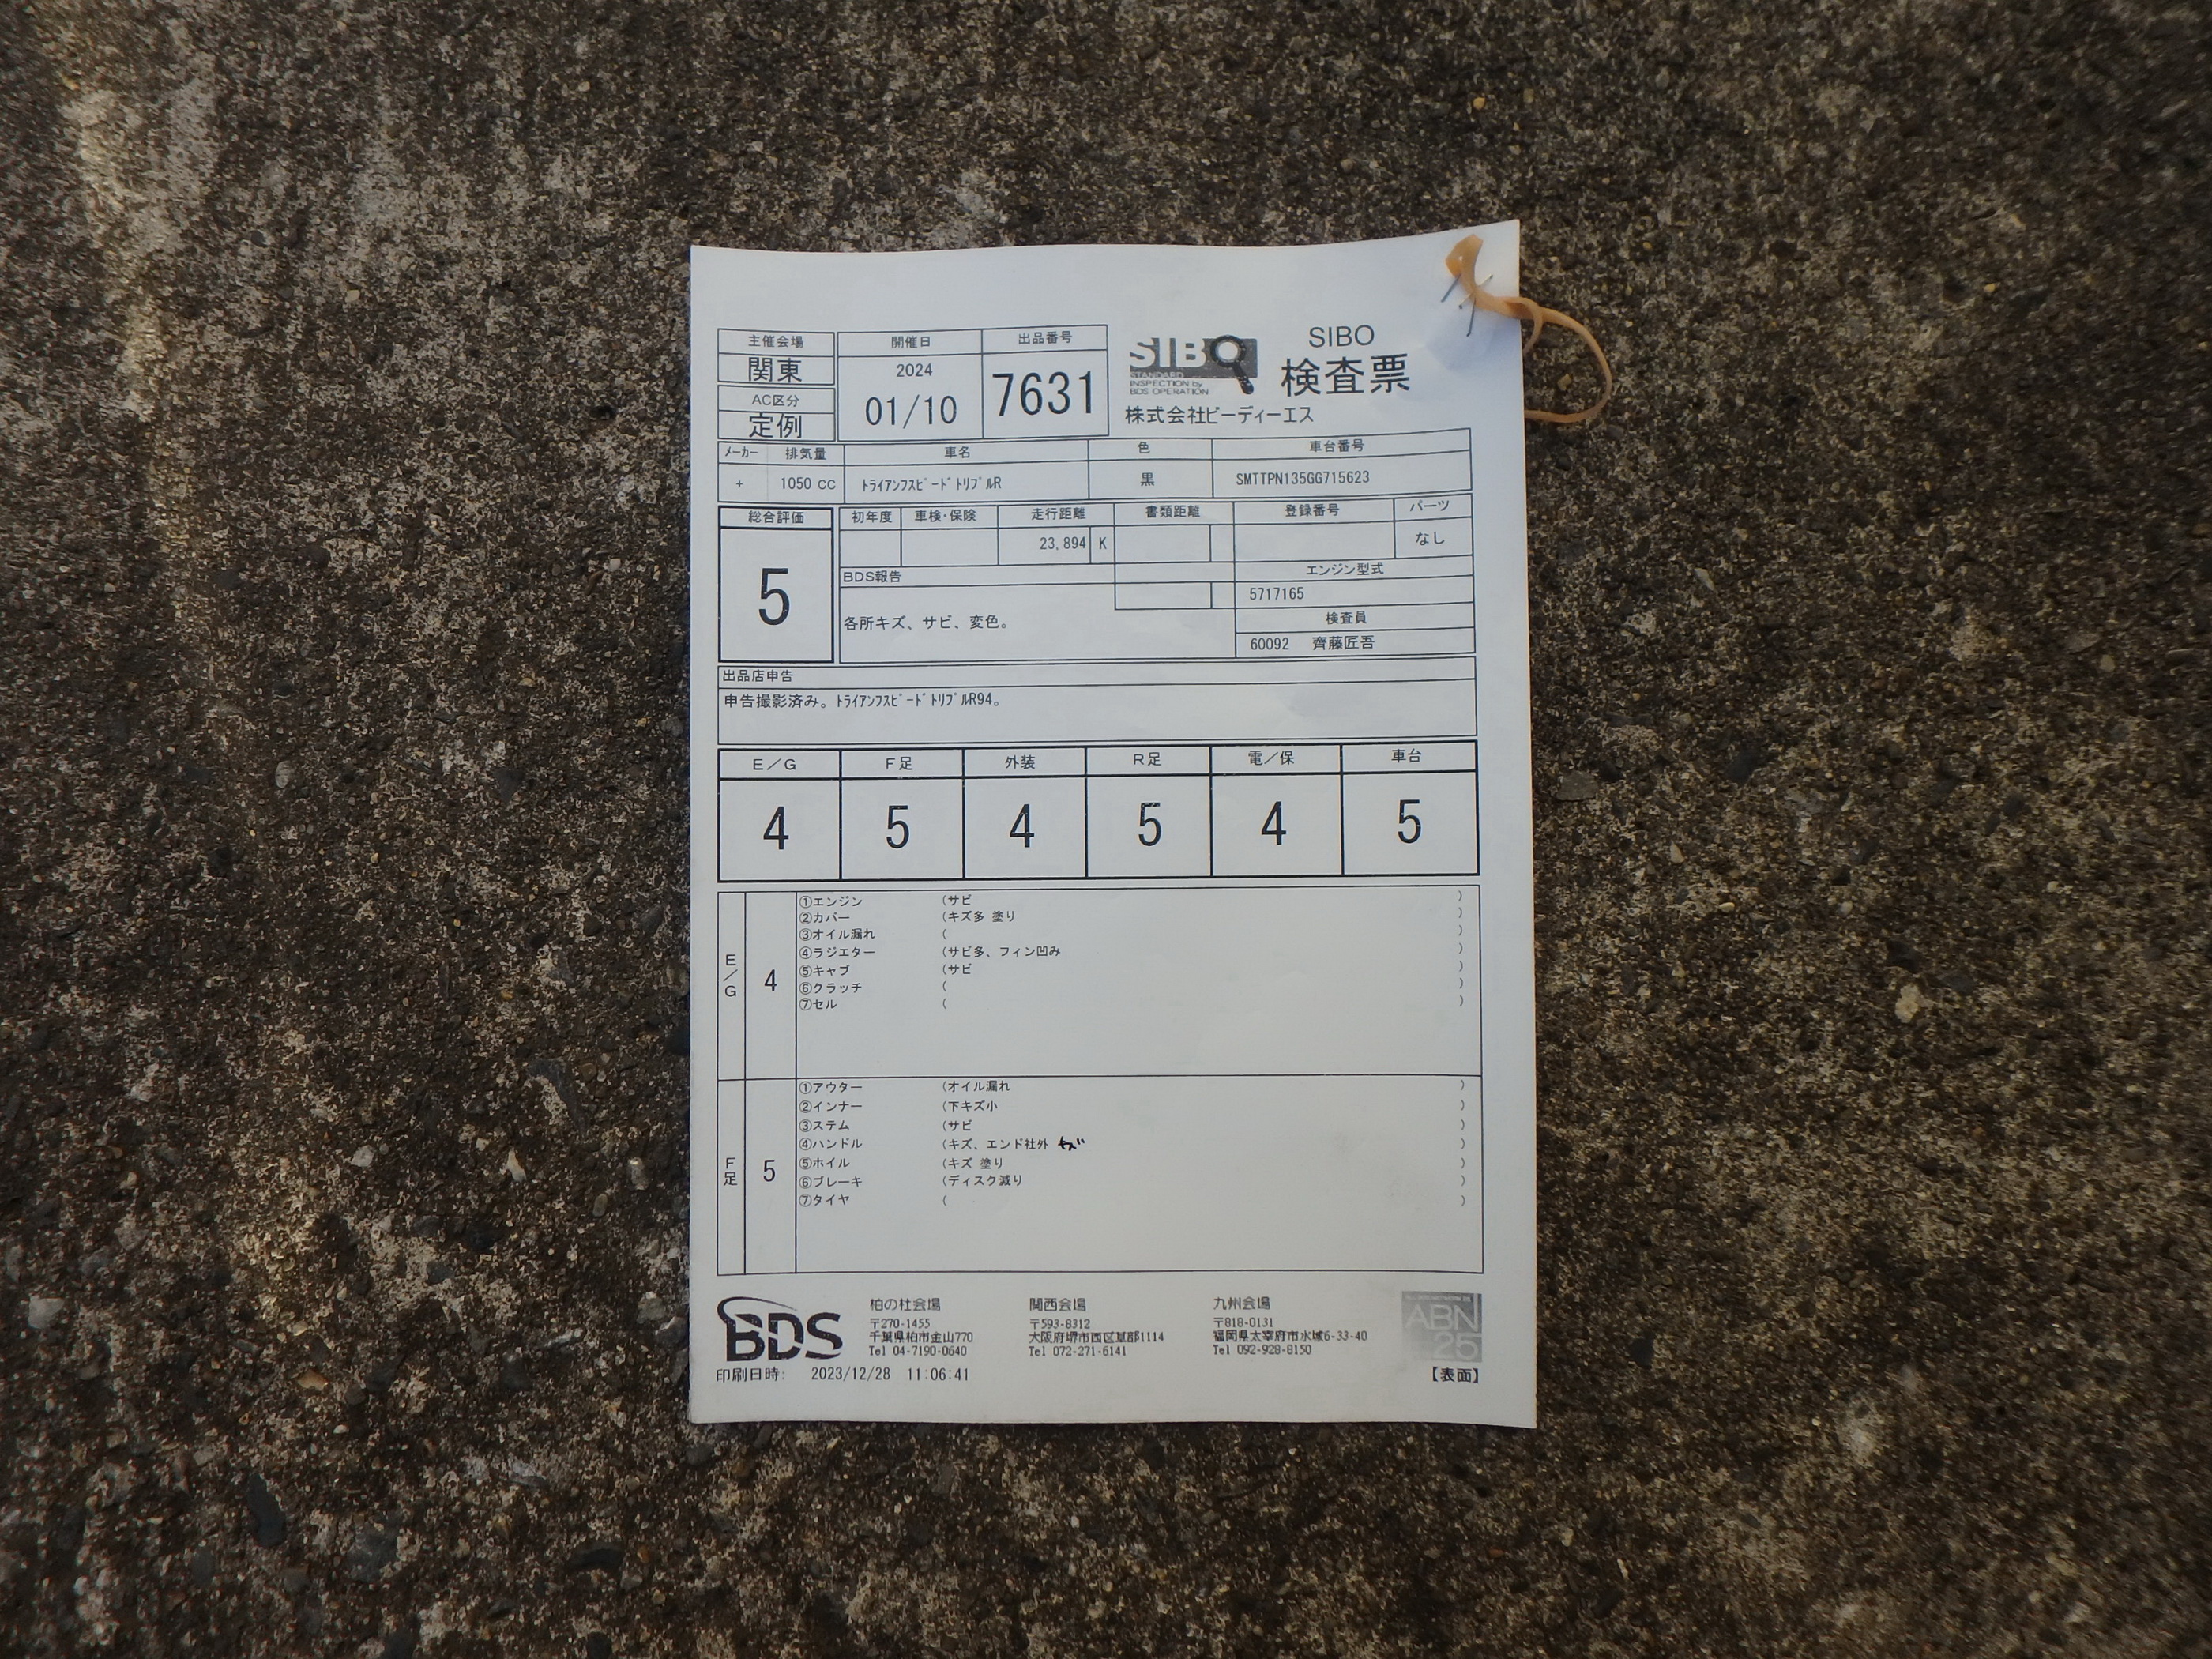 主催会場 開催日 出品番号
関東 2024 01/10 7631
AC区分
定例
SIBO
STANDARD
INSPECTION by
BDS OPERATION
SIBO
検査票
株式会社ビーディーエス
ﾒｰｶｰ 排気量 車名 色 車台番号
+ 1050 CC ﾄﾗｲｱﾝﾌｽﾋﾟｰﾄﾞﾄﾘﾌﾟﾙR 黒 SMTTPN135GG715623
総合評価 初年度 車検・保険 走行距離 書類距離 登録番号 パーツ
5 23,894 K なし
BDS報告 エンジン型式
5717165
各所キズ、サビ、変色。 検査員
60092 齊藤匠吾
出品店申告
申告撮影済み。ﾄﾗｲｱﾝﾌｽﾋﾟｰﾄﾞﾄﾘﾌﾟﾙR94。
E／G F足 外装 R足 電／保 車台
4 5 4 5 4 5
E／G 4
①エンジン (サビ )
②カバー (キズ多 塗り )
③オイル漏れ ( )
④ラジエター (サビ多、フィン凹み )
⑤キャブ (サビ )
⑥クラッチ ( )
⑦セル ( )
F足 5
①アウター (オイル漏れ )
②インナー (下キズ小 )
③ステム (サビ )
④ハンドル (キズ、エンド社外 )
⑤ホイル (キズ 塗り )
⑥ブレーキ (ディスク減り )
⑦タイヤ ( )
BDS
柏の杜会場
〒270-1455
千葉県柏市金山770
Tel 04-7190-0640
関西会場
〒593-8312
大阪府堺市西区草部1114
Tel 072-271-6141
九州会場
〒818-0131
福岡県太宰府市水城6-33-40
Tel 092-928-8150
ABN
25
印刷日時: 2023/12/28 11:06:41 【表面】